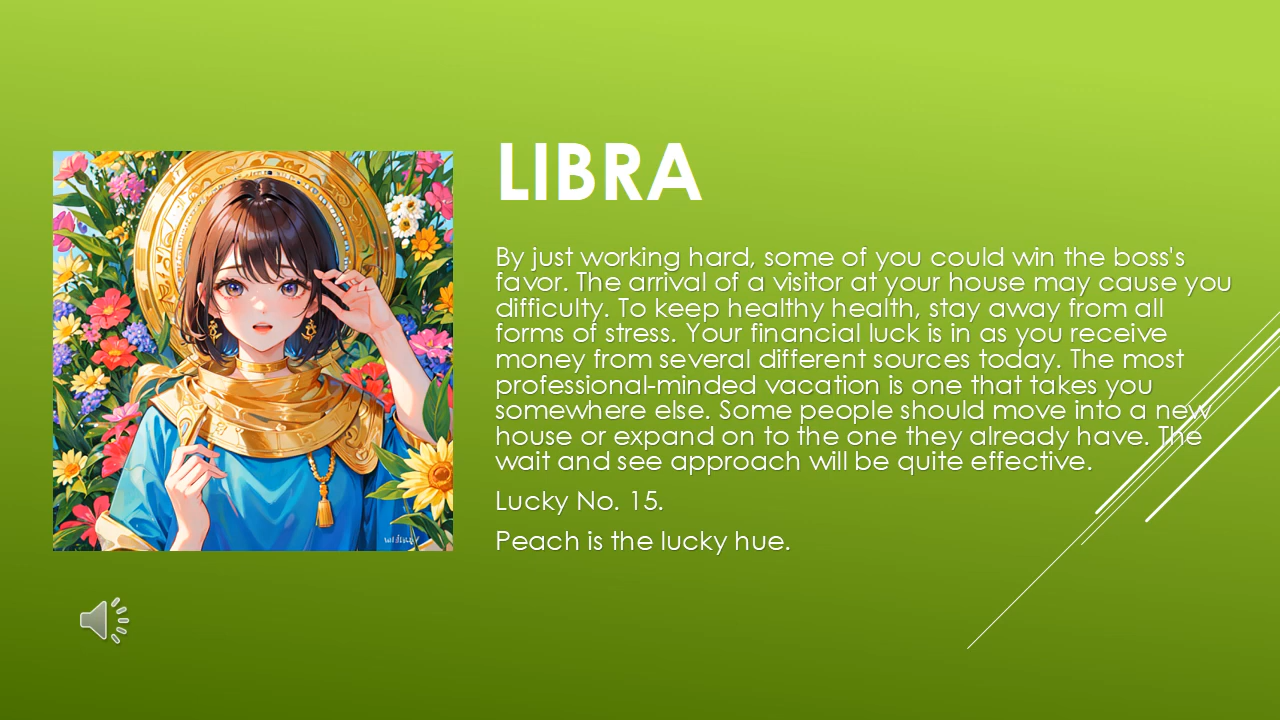 LIBRA
By just working hard, some of you could win the boss's
favor. The arrival of a visitor at your house may cause you
difficulty. To keep healthy health, stay away from all
forms of stress. Your financial luck is in as you receive
money from several different sources today. The most
professional-minded vacation is one that takes you
somewhere else. Some people should move into a new
house or expand on to the one they already have. The
wait and see approach will be quite effective.
Lucky No. 15.
Peach is the lucky hue.